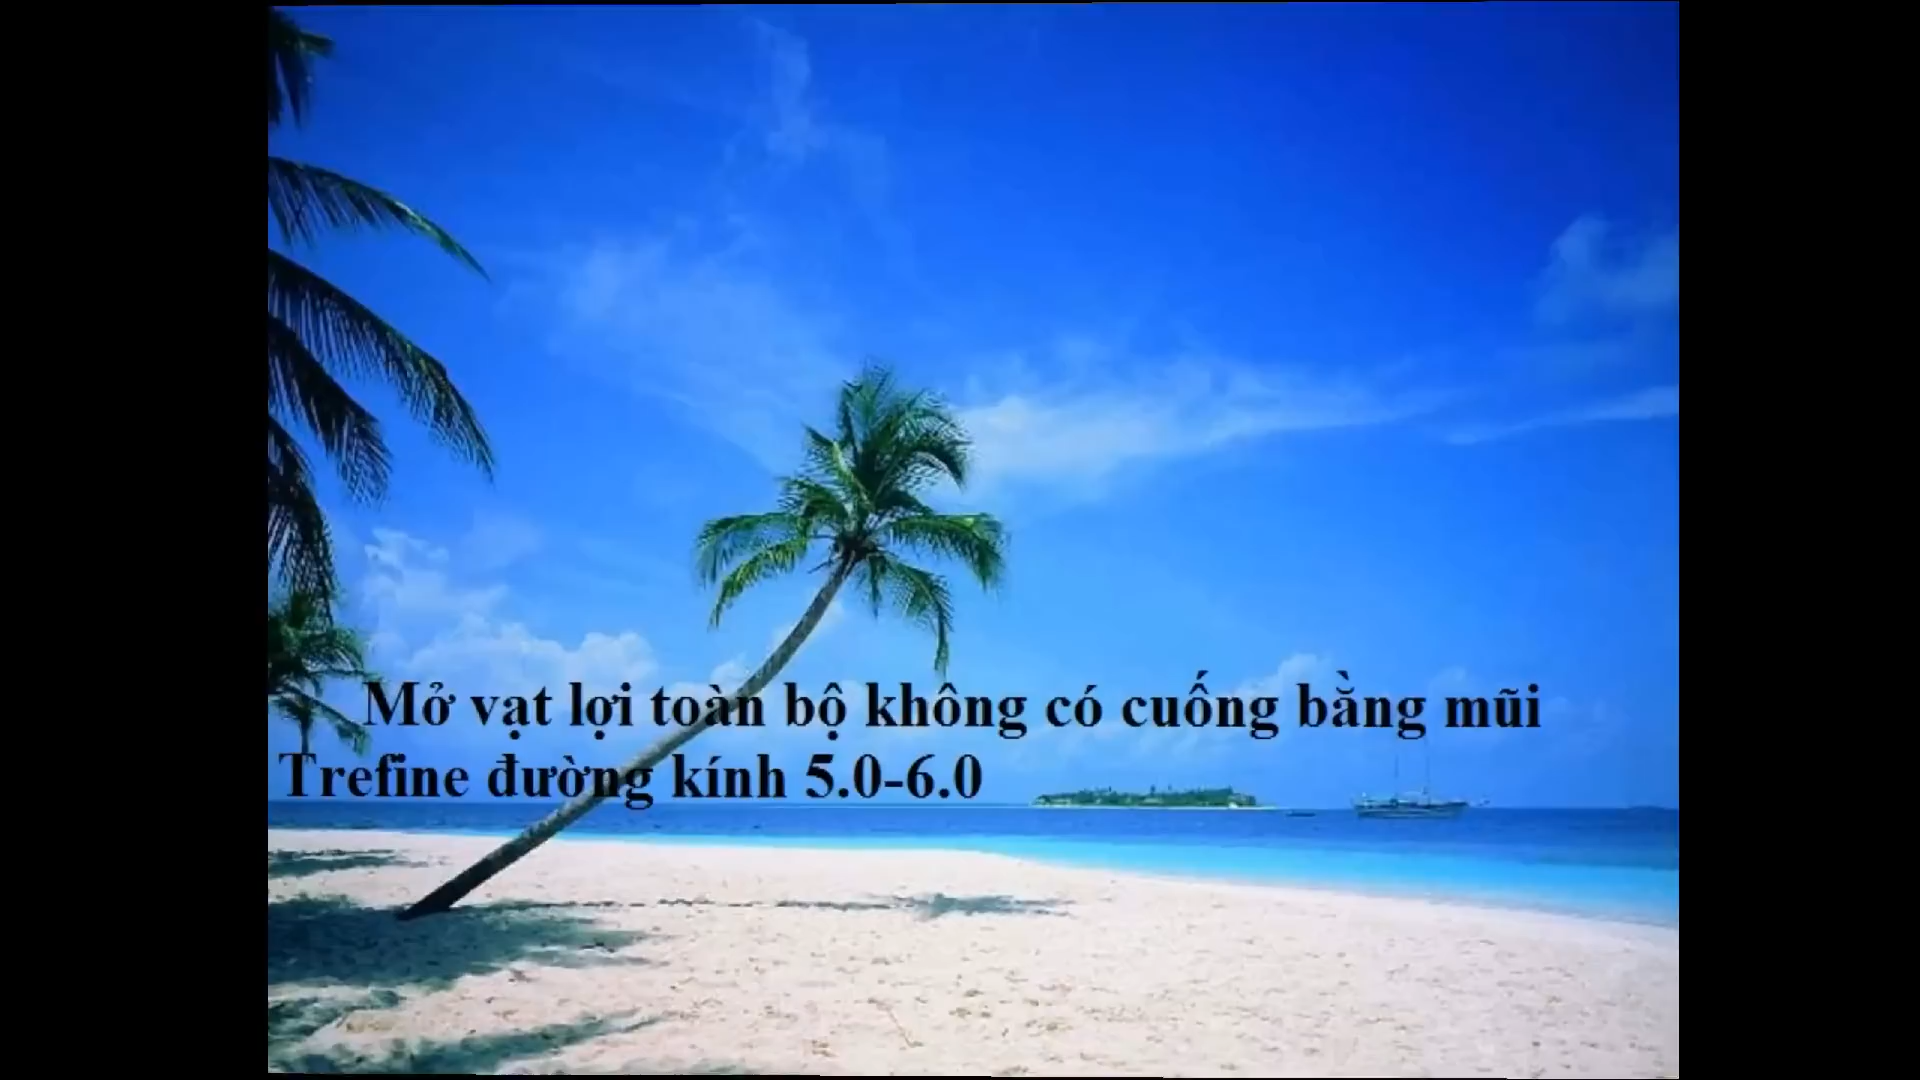 Mở vạt lợi toàn bộ không có cuống bằng mũi
Trefine đường kính 5.0-6.0